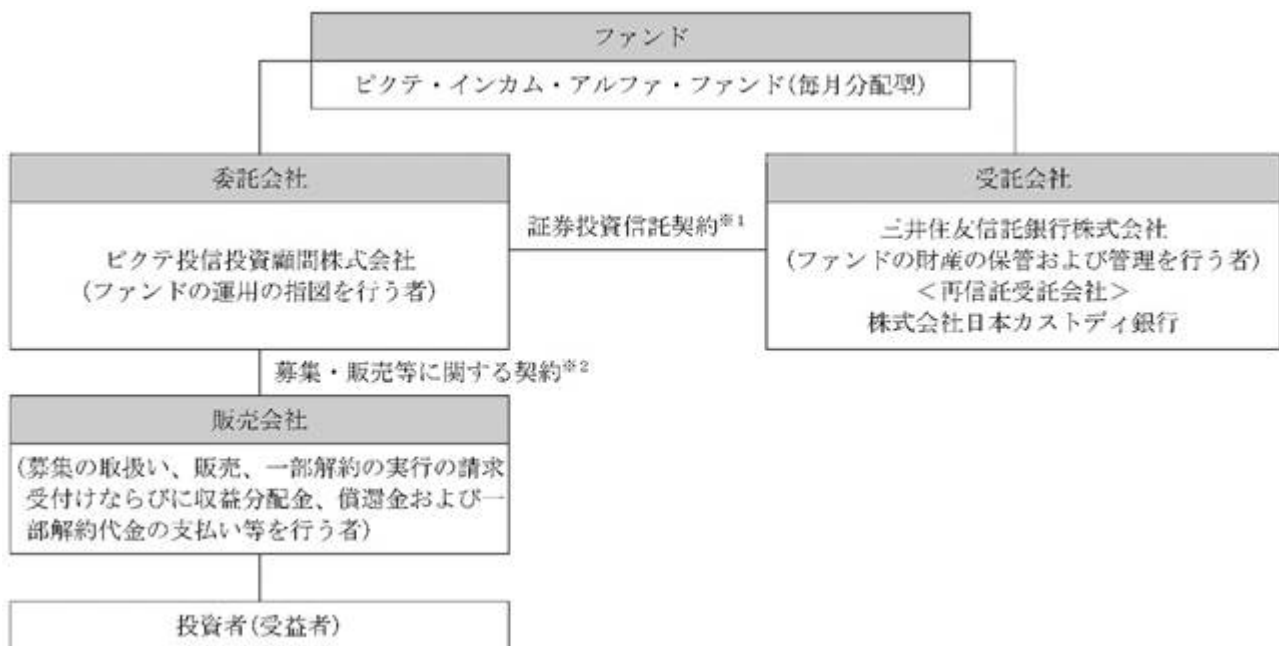 ファンド
ピクテ・インカム・アルファ・ファンド(毎月分配型)
委託会社
ピクテ投信投資顧問株式会社
(ファンドの運用の指図を行う者)
証券投資信託契約※1
受託会社
三井住友信託銀行株式会社
(ファンドの財産の保管および管理を行う者)
<再信託受託会社>
株式会社日本カストディ銀行
募集・販売等に関する契約※2
販売会社
(募集の取扱い、販売、一部解約の実行の請求
受付けならびに収益分配金、償還金および一
部解約代金の支払い等を行う者)
投資者(受益者)